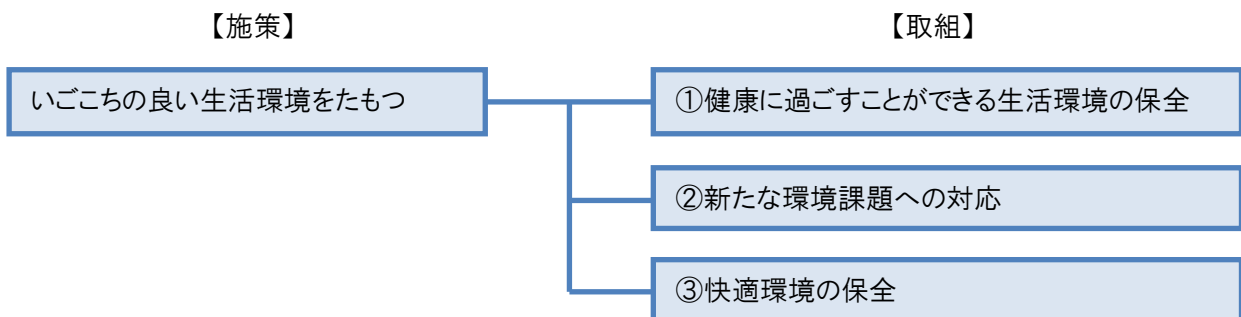 【施策】
【取組】
いごこちの良い生活環境をたもつ
①健康に過ごすことができる生活環境の保全
②新たな環境課題への対応
③快適環境の保全